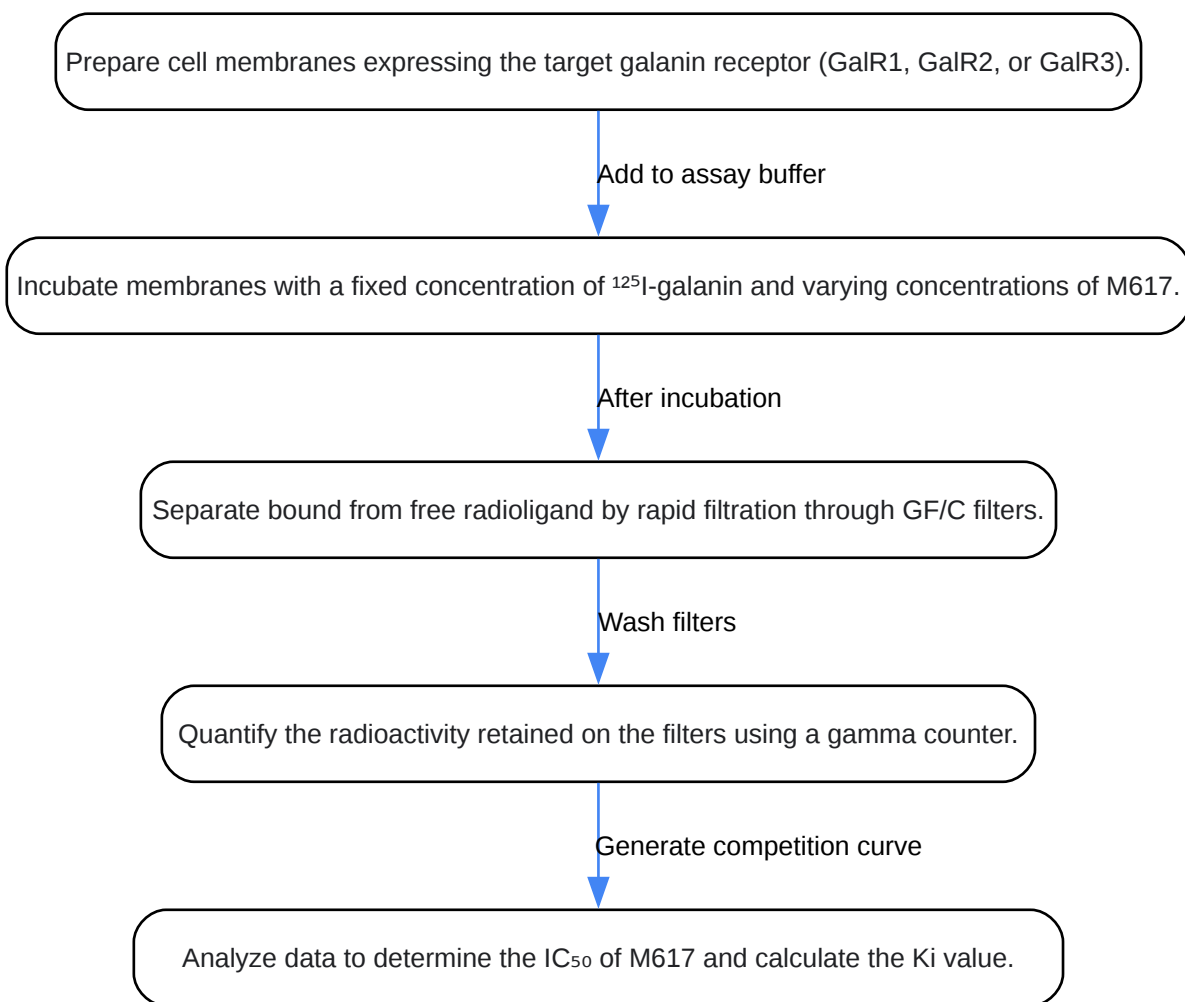 Prepare cell membranes expressing the target galanin receptor (GalR1, GalR2, or GalR3).
Add to assay buffer
Incubate membranes with a fixed concentration of ¹²⁵I-galanin and varying concentrations of M617.
After incubation
Separate bound from free radioligand by rapid filtration through GF/C filters.
Wash filters
Quantify the radioactivity retained on the filters using a gamma counter.
Generate competition curve
Analyze data to determine the IC₅₀ of M617 and calculate the Ki value.